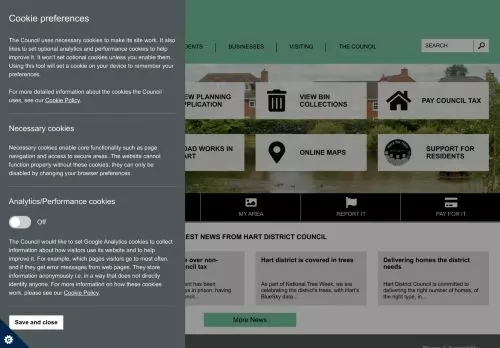 Cookie preferences
The Council uses necessary cookies to make its site work. It also
likes to set optional analytics and performance cookies to help
improve it. It won't set optional cookies unless you enable them.
Using this tool will set a cookie on your device to remember your
preferences.
For more detailed information about the cookies the Council
uses, see our Cookie Policy.
Necessary cookies
Necessary cookies enable core functionality such as page
navigation and access to secure areas. The website cannot
function properly without these cookies; they can only be
disabled by changing your browser preferences.
Analytics/Performance cookies
Off
The Council would like to set Google Analytics cookies to collect
information about how visitors use its website and to help
improve it. For example, which pages visitors go to most often,
and if they get error messages from web pages. They store
information anonymously i.e. in a way that does not directly
identify anyone. For more information on how these cookies
work, please see our Cookie Policy.
Save and close
DENTS
BUSINESSES
VISITING
THE COUNCIL
SEARCH
EW PLANNING
PPLICATION
VIEW BIN
COLLECTIONS
PAY COUNCIL TAX
OAD WORKS IN
ART
ONLINE MAPS
SUPPORT FOR
RESIDENTS
MY AREA
REPORT IT
PAY FOR IT
EST NEWS FROM HART DISTRICT COUNCIL
e over non-
ncil tax
nt has been
ys in prison, having
uncil...
Hart district is covered in trees
As part of National Tree Week, we are
celebrating the district's trees, with Hart's
BlueSky data...
Delivering homes the district
needs
Hart District Council is committed to
delivering the right number of homes, of
the right type, in...
More News